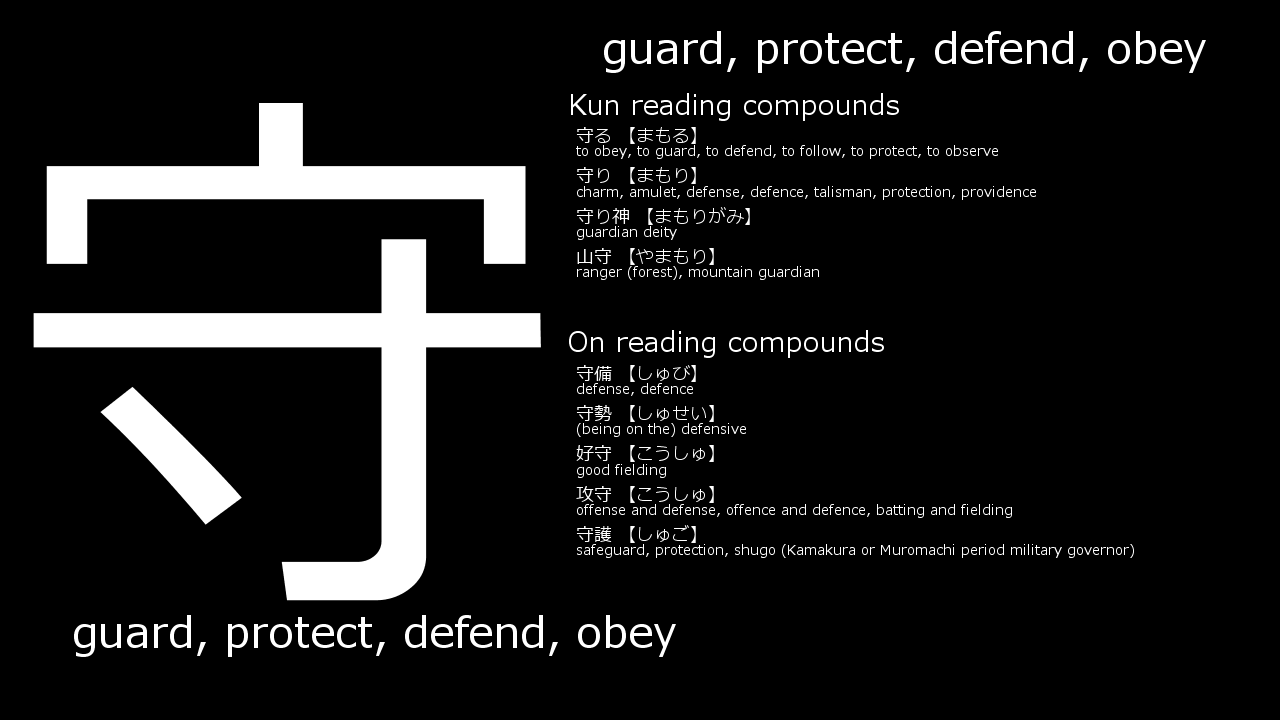 guard, protect, defend, obey
守
Kun reading compounds
守る 【まもる】
to obey, to guard, to defend, to follow, to protect, to observe
守り 【まもり】
charm, amulet, defense, defence, talisman, protection, providence
守り神 【まもりがみ】
guardian deity
山守 【やまもり】
ranger (forest), mountain guardian
On reading compounds
守備 【しゅび】
defense, defence
守勢 【しゅせい】
(being on the) defensive
好守 【こうしゅ】
good fielding
攻守 【こうしゅ】
offense and defense, offence and defence, batting and fielding
守護 【しゅご】
safeguard, protection, shugo (Kamakura or Muromachi period military governor)
guard, protect, defend, obey